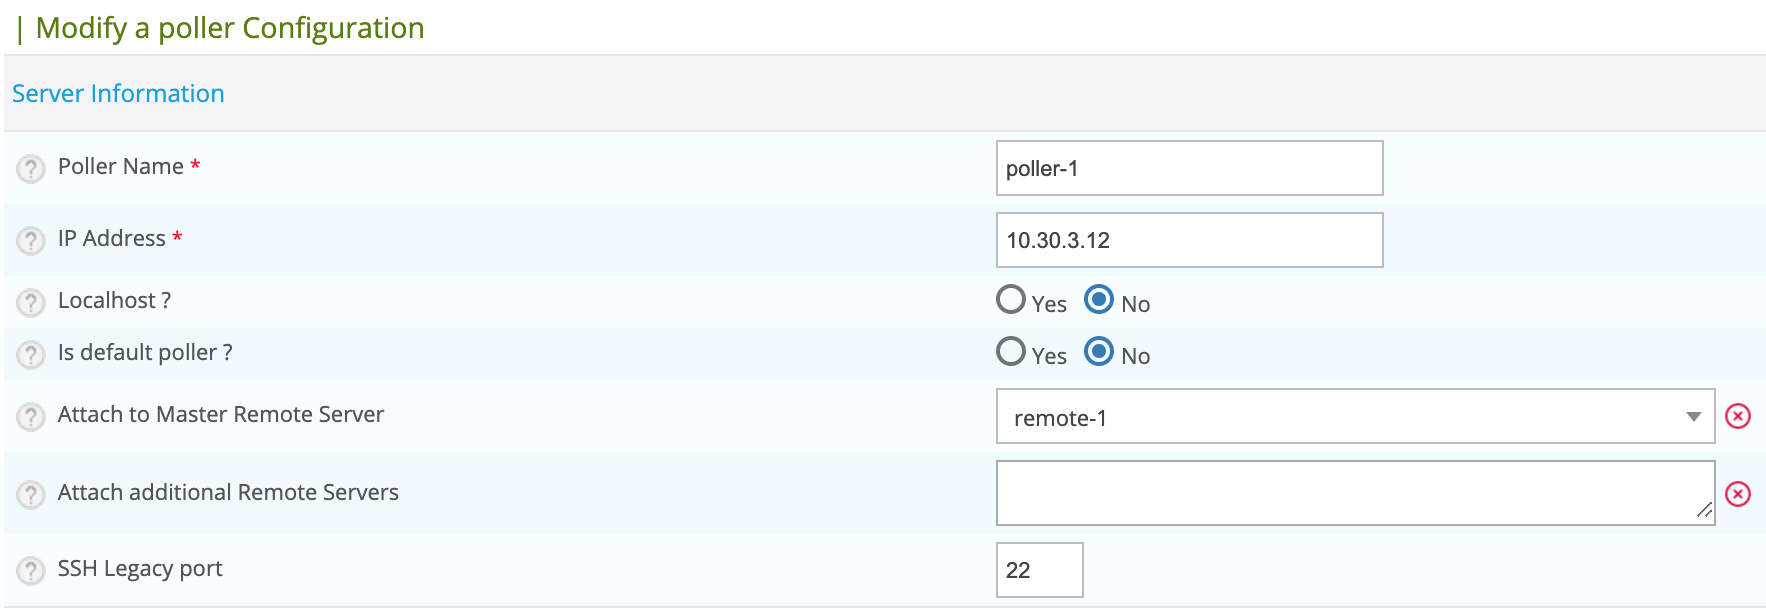 | Modify a poller Configuration
Server Information
? Poller Name * poller-1
? IP Address * 10.30.3.12
? Localhost ? Yes No
? Is default poller ? Yes No
? Attach to Master Remote Server remote-1
? Attach additional Remote Servers
? SSH Legacy port 22